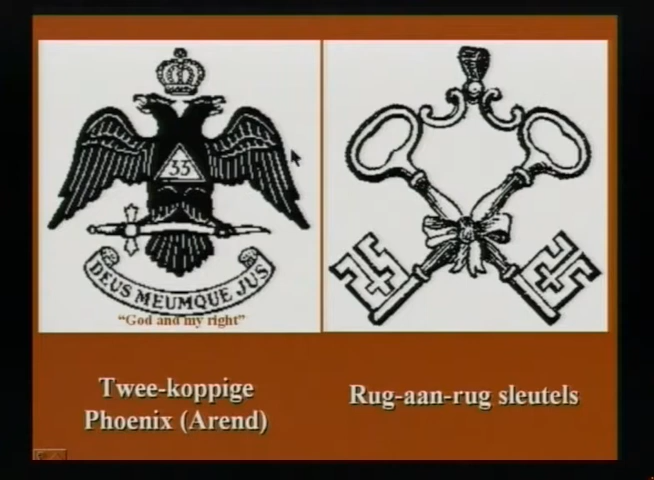 33
DEUS MEUMQUE JUS
"God and my right"
Twee-koppige
Phoenix (Arend)
Rug-aan-rug sleutels